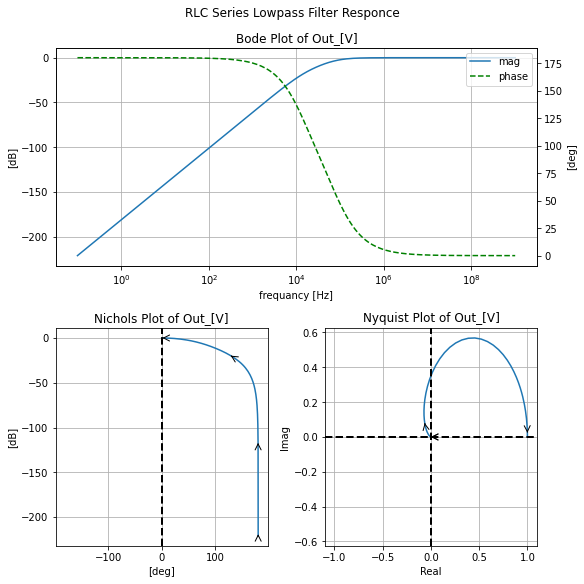 RLC Series Lowpass Filter Responce
Bode Plot of Out_[V]
mag
phase
0
−50
−100
−150
−200
[dB]
175
150
125
100
75
50
25
0
[deg]
10^0
10^2
10^4
10^6
10^8
frequancy [Hz]
Nichols Plot of Out_[V]
0
−50
−100
−150
−200
[dB]
−100
0
100
[deg]
Nyquist Plot of Out_[V]
0.6
0.4
0.2
0.0
−0.2
−0.4
−0.6
Imag
−1.0
−0.5
0.0
0.5
1.0
Real